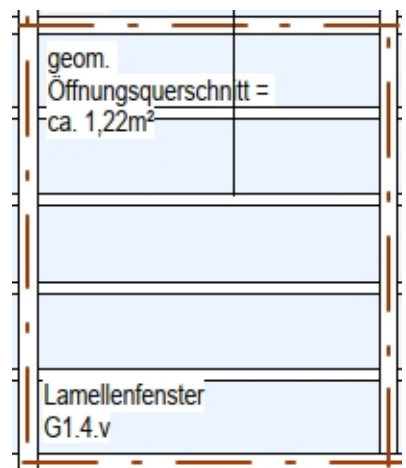 geom.
Öffnungsquerschnitt =
ca. 1,22m²
Lamellenfenster
G1.4.v